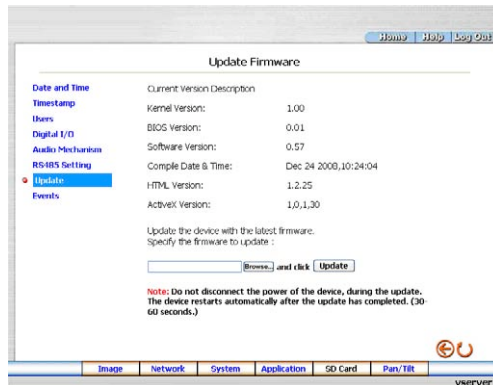 Home | Help | Log Out
Update Firmware
Date and Time
Timestamp
Users
Digital I/O
Audio Mechanism
RS485 Setting
Update
Events
Current Version Description
Kernel Version: 1.00
BIOS Version: 0.01
Software Version: 0.57
Compile Date & Time: Dec 24 2008,10:24:04
HTML Version: 1.2.25
ActiveX Version: 1,0,1,30
Update the device with the latest firmware.
Specify the firmware to update :
Browse... and click Update
Note: Do not disconnect the power of the device, during the update.
The device restarts automatically after the update has completed. (30-
60 seconds.)
Image Network System Application SD Card Pan/Tilt
vserver